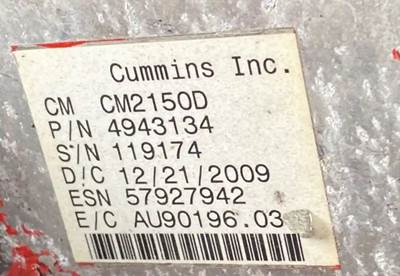 Cummins Inc.
CM CM2150D
P/N 4943134
S/N 119174
D/C 12/21/2009
ESN 57927942
E/C AU90196.03